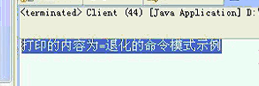 <terminated> Client (44) [Java Application] D:
打印的内容为=退化的命令模式示例